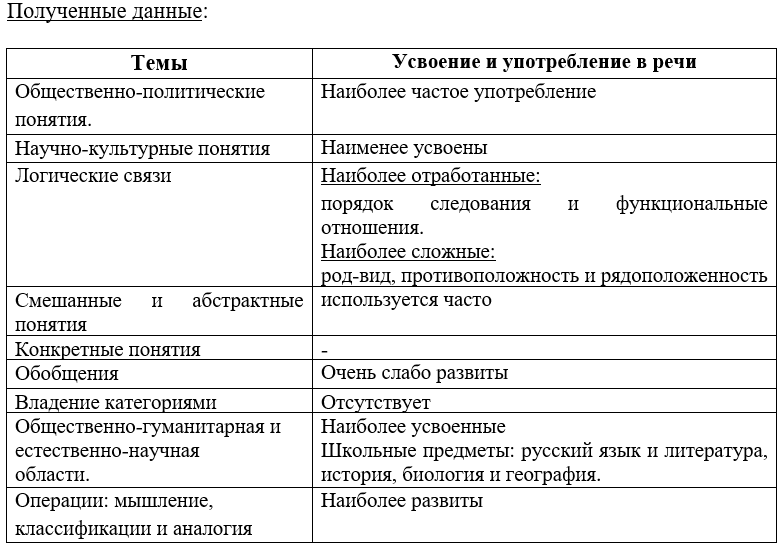 Полученные данные:
Темы
Усвоение и употребление в речи
Общественно-политические
понятия.
Наиболее частое употребление
Научно-культурные понятия
Наименее усвоены
Логические связи
Наиболее отработанные:
порядок следования и функциональные
отношения.
Наиболее сложные:
род-вид, противоположность и рядоположенность
Смешанные и абстрактные
понятия
используется часто
Конкретные понятия
-
Обобщения
Очень слабо развиты
Владение категориями
Отсутствует
Общественно-гуманитарная и
естественно-научная
области.
Наиболее усвоенные
Школьные предметы: русский язык и литература,
история, биология и география.
Операции: мышление,
классификации и аналогия
Наиболее развиты